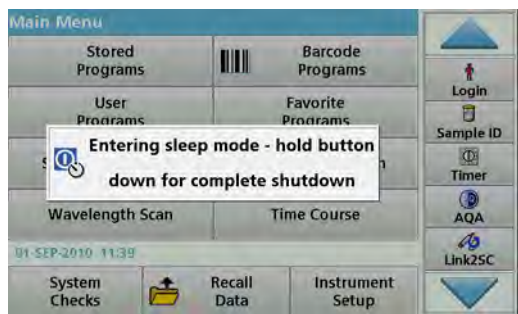 Main Menu
Stored
Programs
Barcode
Programs
User
Programs
Favorite
Programs
Entering sleep mode - hold button
down for complete shutdown
Wavelength Scan
Time Course
01-SEP-2010 11:39
System
Checks
Recall
Data
Instrument
Setup
Login
Sample ID
Timer
AQA
Link2SC